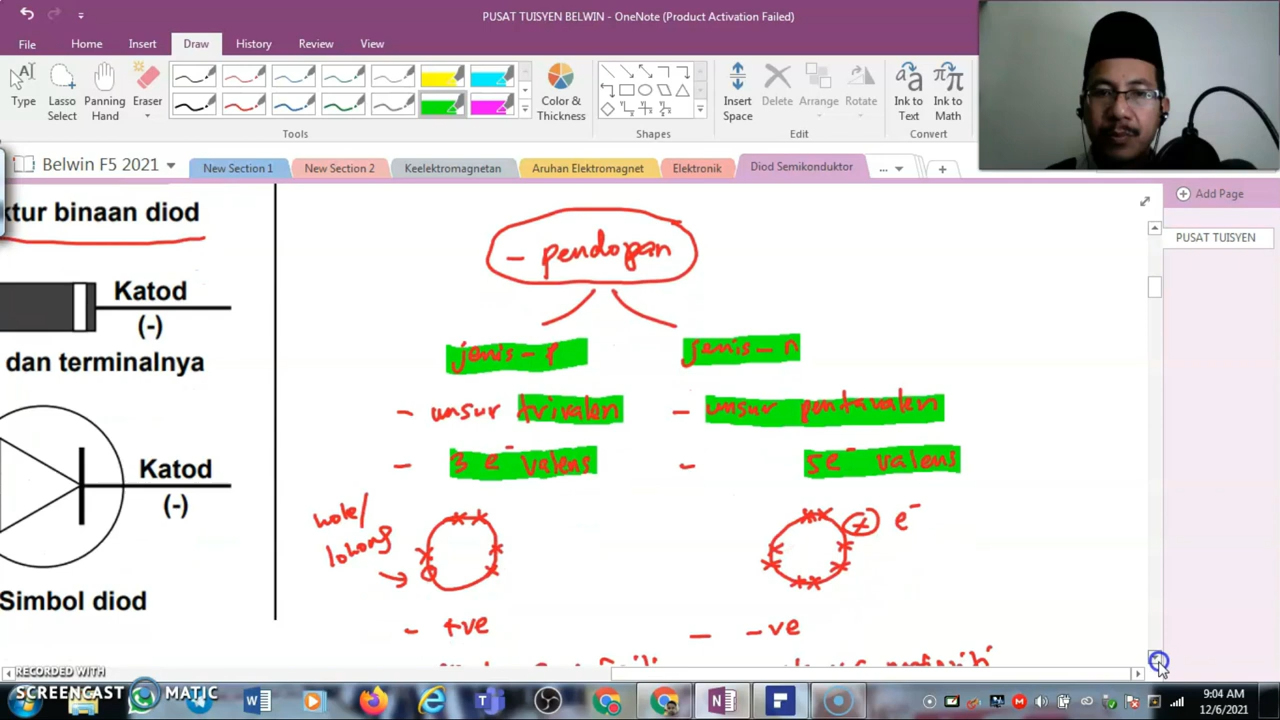 PUSAT TUISYEN BELWIN - OneNote (Product Activation Failed)
File Home Insert Draw History Review View
Type
Lasso Select
Panning Hand
Eraser
Color & Thickness
Insert Space
Delete
Arrange
Rotate
Ink to Text
Ink to Math
Tools
Shapes
Edit
Convert
Belwin F5 2021
New Section 1
New Section 2
Keelektromagnetan
Aruhan Elektromagnet
Elektronik
Diod Semikonduktor
...
Add Page
PUSAT TUISYEN
ktur binaan diod
Katod
(-)
dan terminalnya
Katod
(-)
Simbol diod
- pendopan
jenis - p
jenis - n
- unsur trivalen
- unsur pentavalen
- 3 e⁻ valens
- 5e⁻ valens
hole/
lohong
e⁻
- +ve
- -ve
RECORDED WITH
SCREENCAST MATIC
9:04 AM
12/6/2021